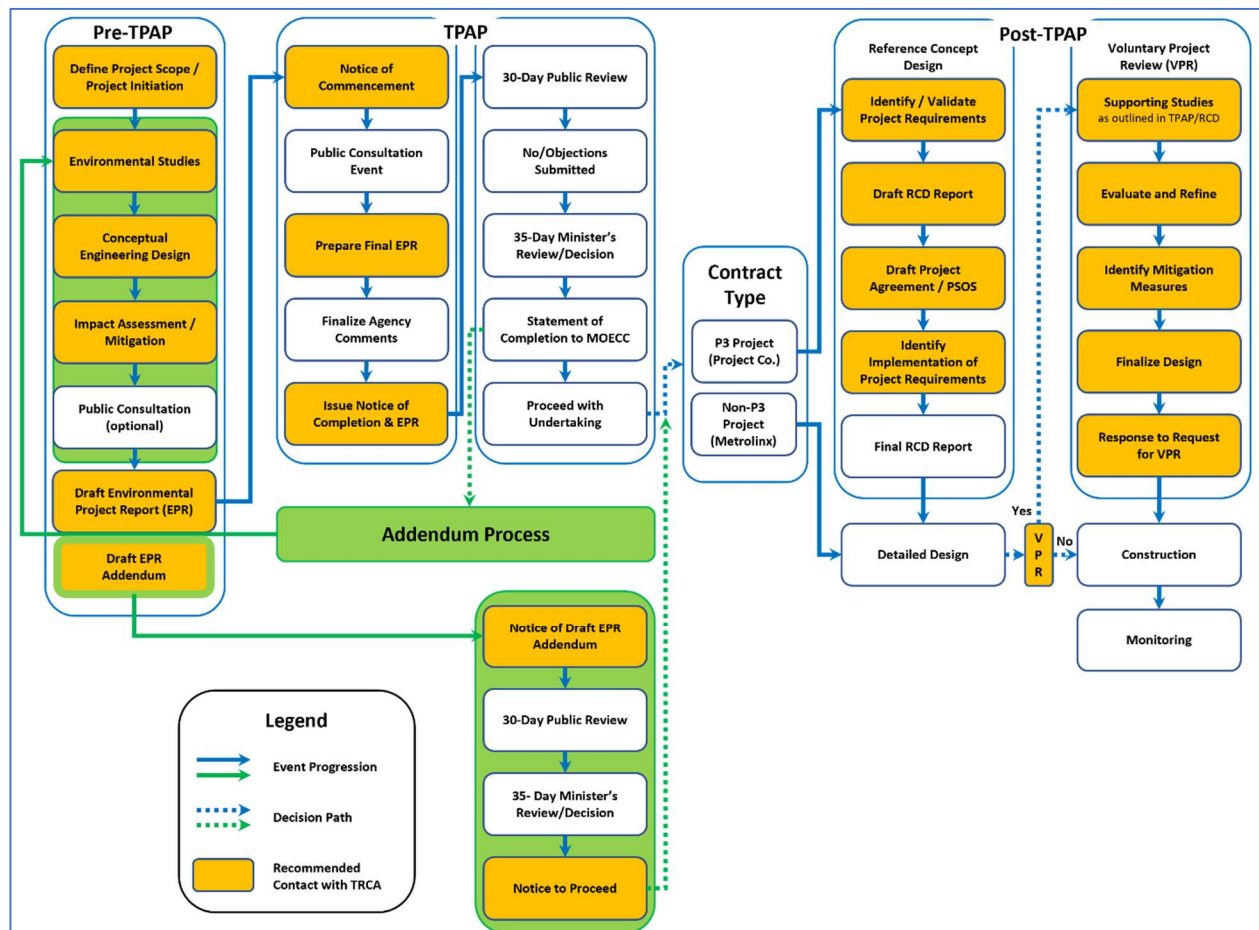 Pre-TPAP
Define Project Scope /
Project Initiation
Environmental Studies
Conceptual
Engineering Design
Impact Assessment /
Mitigation
Public Consultation
(optional)
Draft Environmental
Project Report (EPR)
Draft EPR
Addendum
TPAP
Notice of
Commencement
Public Consultation
Event
Prepare Final EPR
Finalize Agency
Comments
Issue Notice of
Completion & EPR
30-Day Public Review
No/Objections
Submitted
35-Day Minister's
Review/Decision
Statement of
Completion to MOECC
Proceed with
Undertaking
Addendum Process
Notice of Draft EPR
Addendum
30-Day Public Review
35- Day Minister's
Review/Decision
Notice to Proceed
Contract
Type
P3 Project
(Project Co.)
Non-P3
Project
(Metrolinx)
Post-TPAP
Reference Concept
Design
Identify / Validate
Project Requirements
Draft RCD Report
Draft Project
Agreement / PSOS
Identify
Implementation of
Project Requirements
Final RCD Report
Detailed Design
Yes
V
P
R
No
Voluntary Project
Review (VPR)
Supporting Studies
as outlined in TPAP/RCD
Evaluate and Refine
Identify Mitigation
Measures
Finalize Design
Response to Request
for VPR
Construction
Monitoring
Legend
Event Progression
Decision Path
Recommended
Contact with TRCA